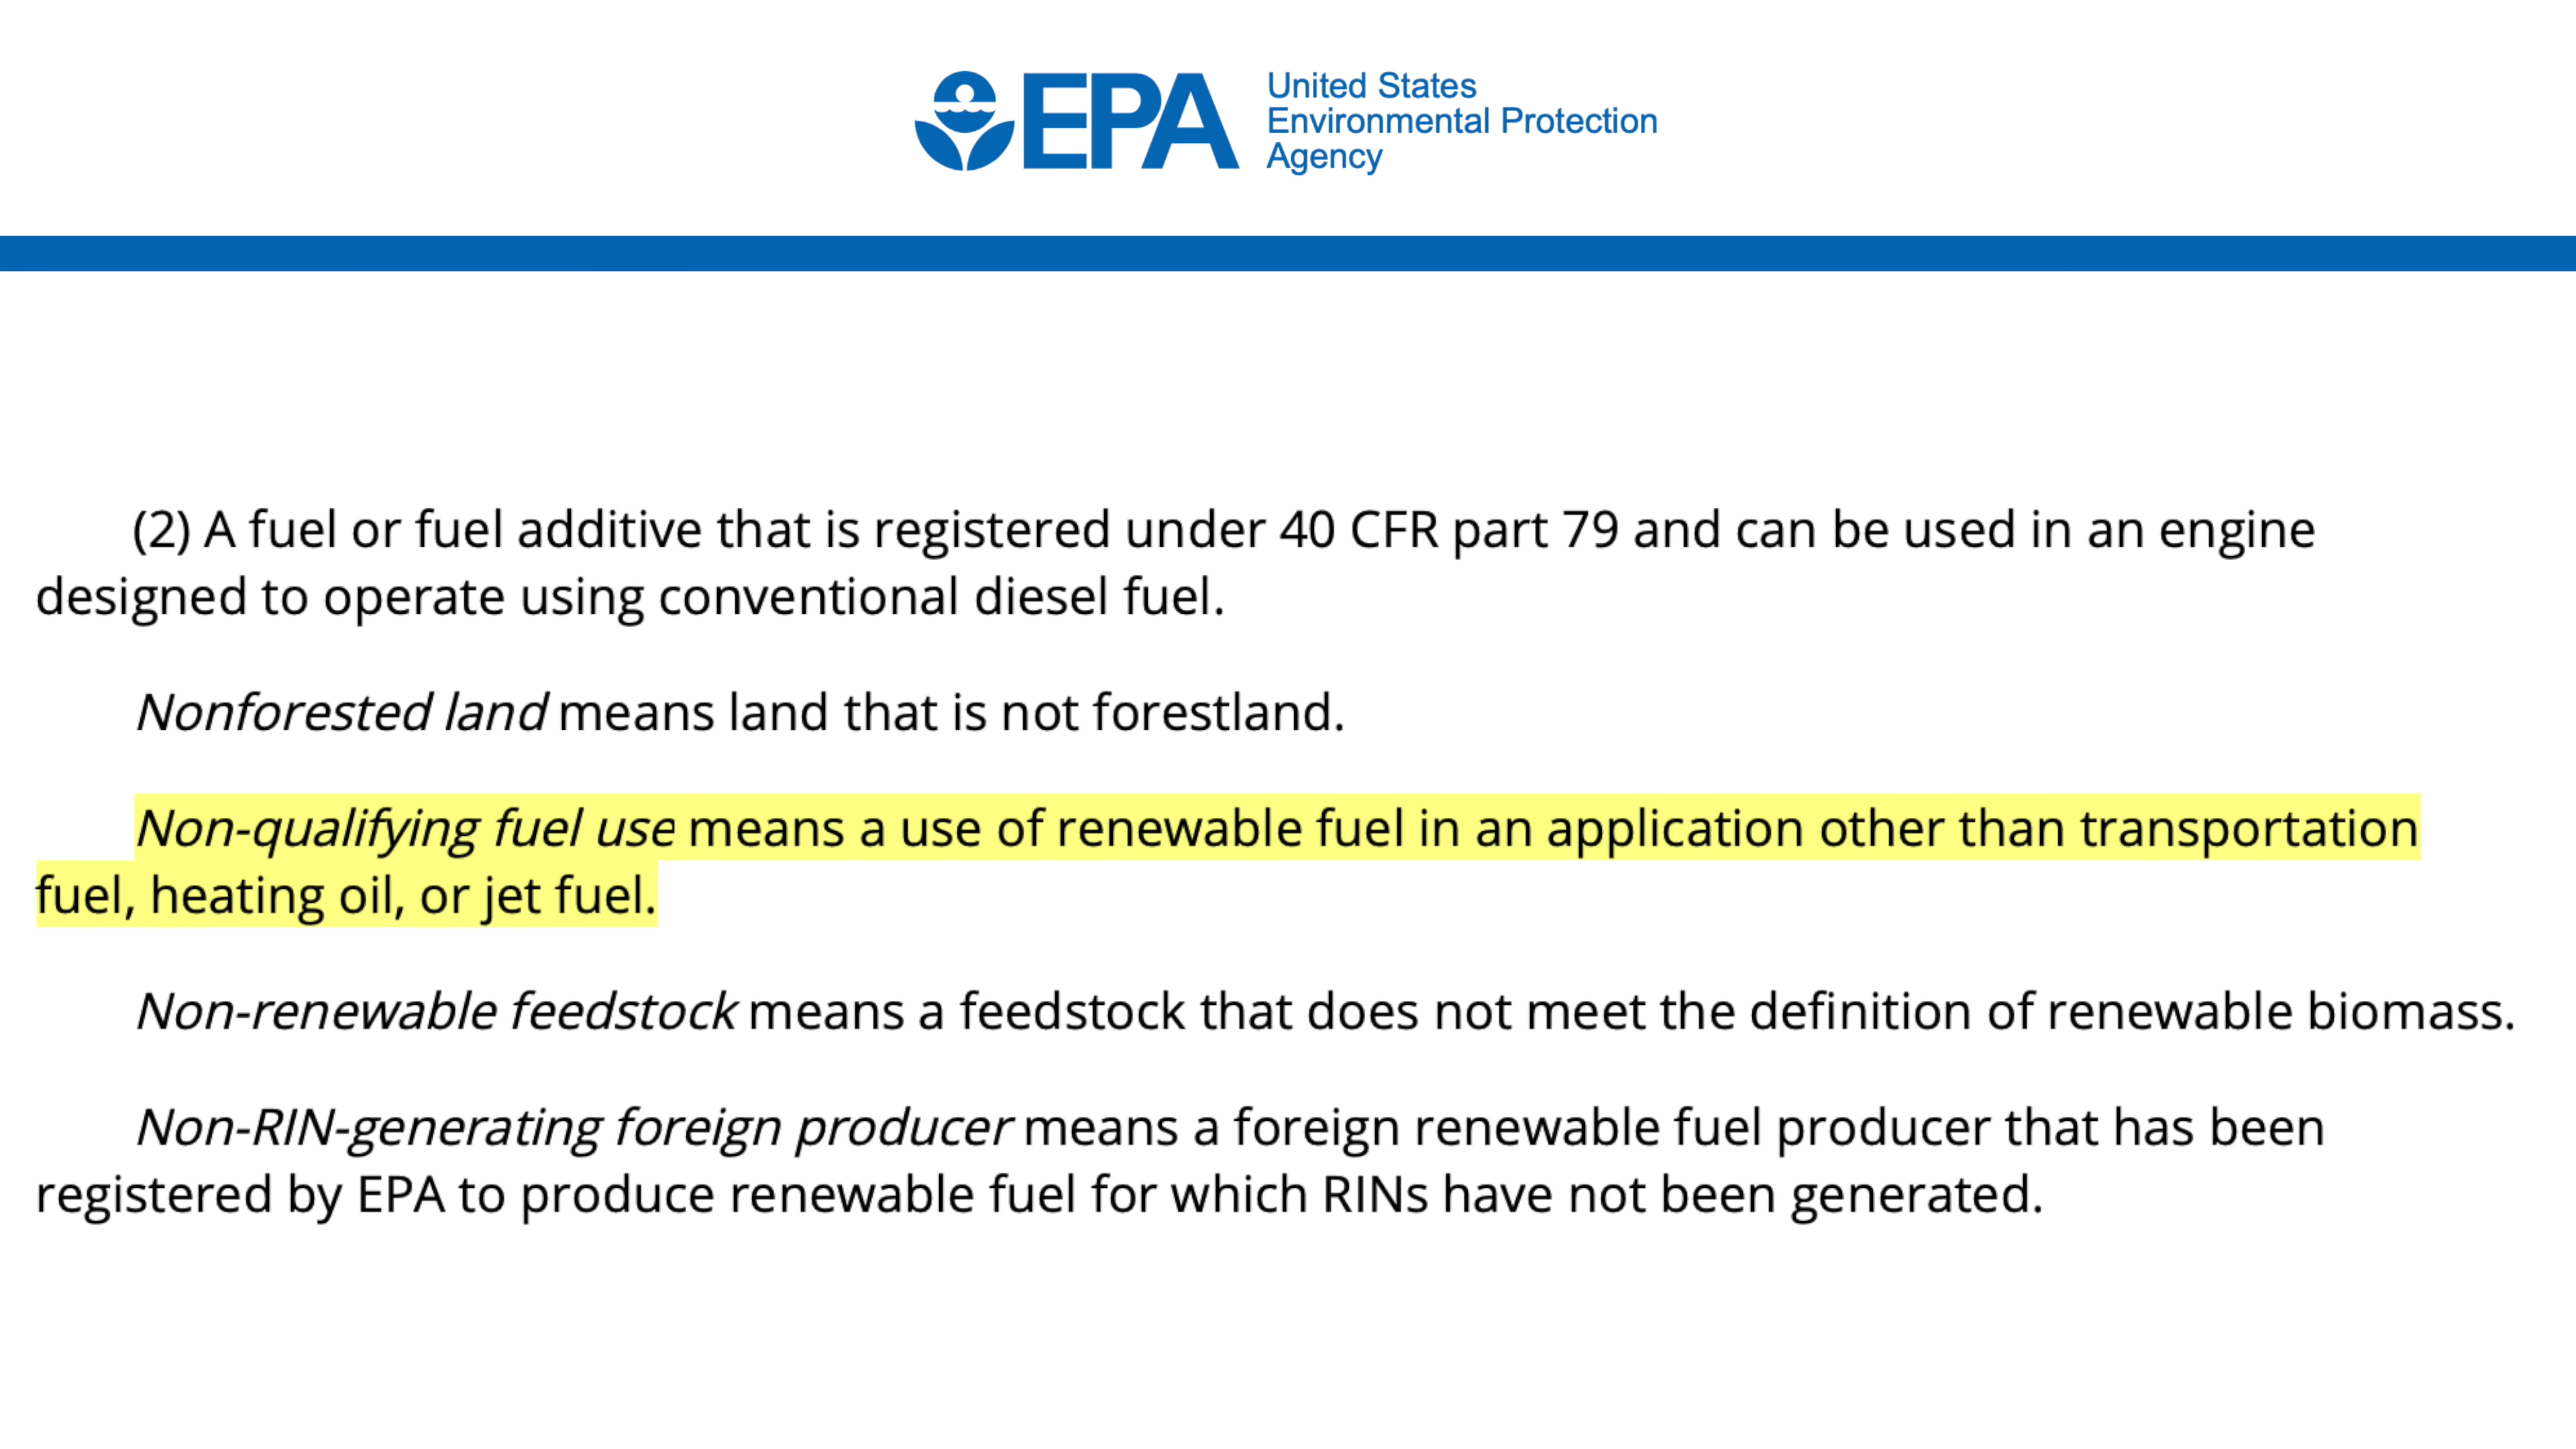 EPA
United States
Environmental Protection
Agency
(2) A fuel or fuel additive that is registered under 40 CFR part 79 and can be used in an engine
designed to operate using conventional diesel fuel.
Nonforested land means land that is not forestland.
Non-qualifying fuel use means a use of renewable fuel in an application other than transportation
fuel, heating oil, or jet fuel.
Non-renewable feedstock means a feedstock that does not meet the definition of renewable biomass.
Non-RIN-generating foreign producer means a foreign renewable fuel producer that has been
registered by EPA to produce renewable fuel for which RINs have not been generated.